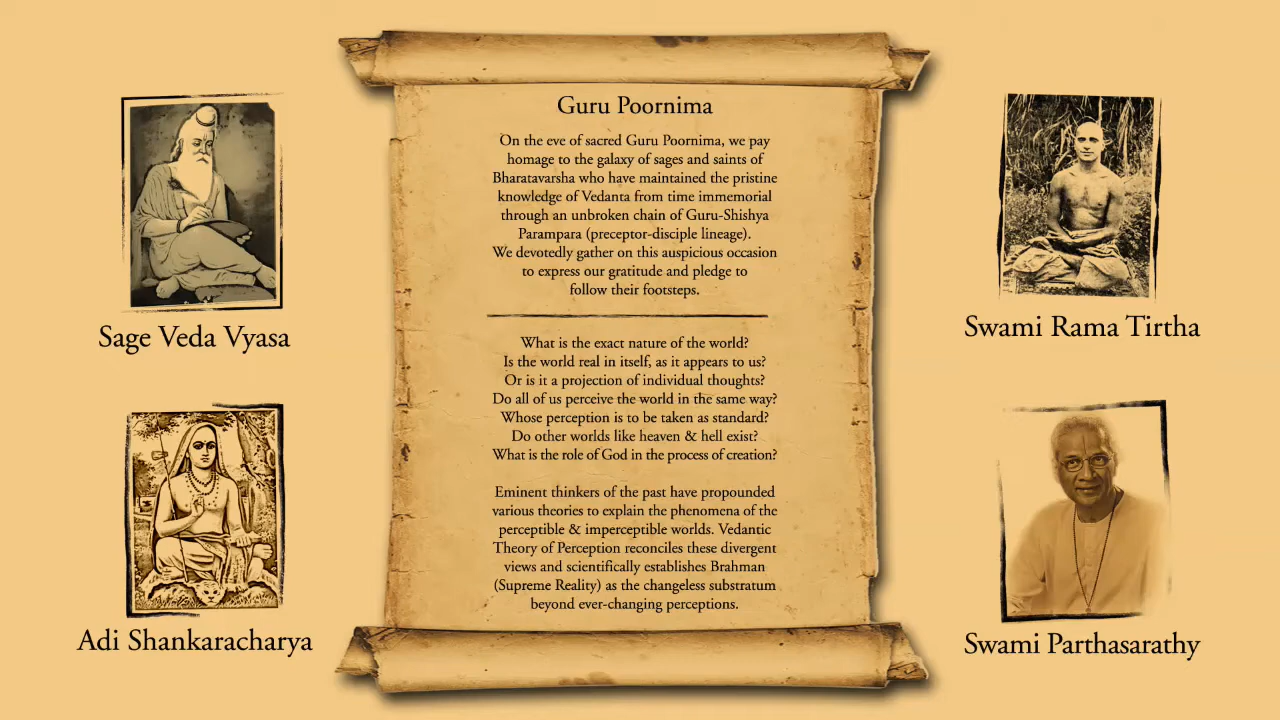 Guru Poornima
On the eve of sacred Guru Poornima, we pay
homage to the galaxy of sages and saints of
Bharatavarsha who have maintained the pristine
knowledge of Vedanta from time immemorial
through an unbroken chain of Guru-Shishya
Parampara (preceptor-disciple lineage).
We devotedly gather on this auspicious occasion
to express our gratitude and pledge to
follow their footsteps.
What is the exact nature of the world?
Is the world real in itself, as it appears to us?
Or is it a projection of individual thoughts?
Do all of us perceive the world in the same way?
Whose perception is to be taken as standard?
Do other worlds like heaven & hell exist?
What is the role of God in the process of creation?
Eminent thinkers of the past have propounded
various theories to explain the phenomena of the
perceptible & imperceptible worlds. Vedantic
Theory of Perception reconciles these divergent
views and scientifically establishes Brahman
(Supreme Reality) as the changeless substratum
beyond ever-changing perceptions.
Sage Veda Vyasa
Adi Shankaracharya
Swami Rama Tirtha
Swami Parthasarathy